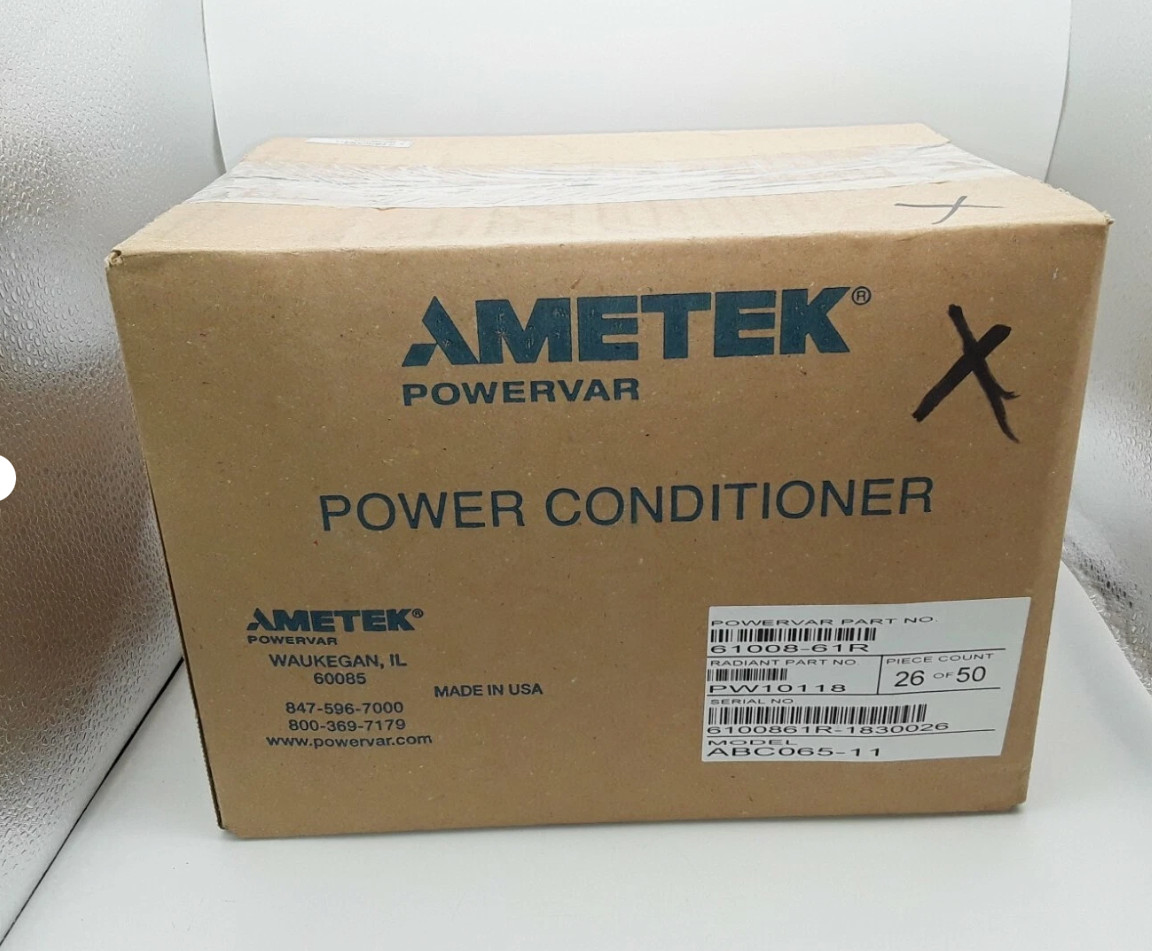 AMETEK®
POWERVAR
X
POWER CONDITIONER
AMETEK®
POWERVAR
WAUKEGAN, IL
60085
MADE IN USA
847-596-7000
800-369-7179
www.powervar.com
POWERVAR PART NO.
61008-61R
RADIANT PART NO.
PW10118
PIECE COUNT
26 OF 50
SERIAL NO.
6100861R-1830026
MODEL
ABC065-11